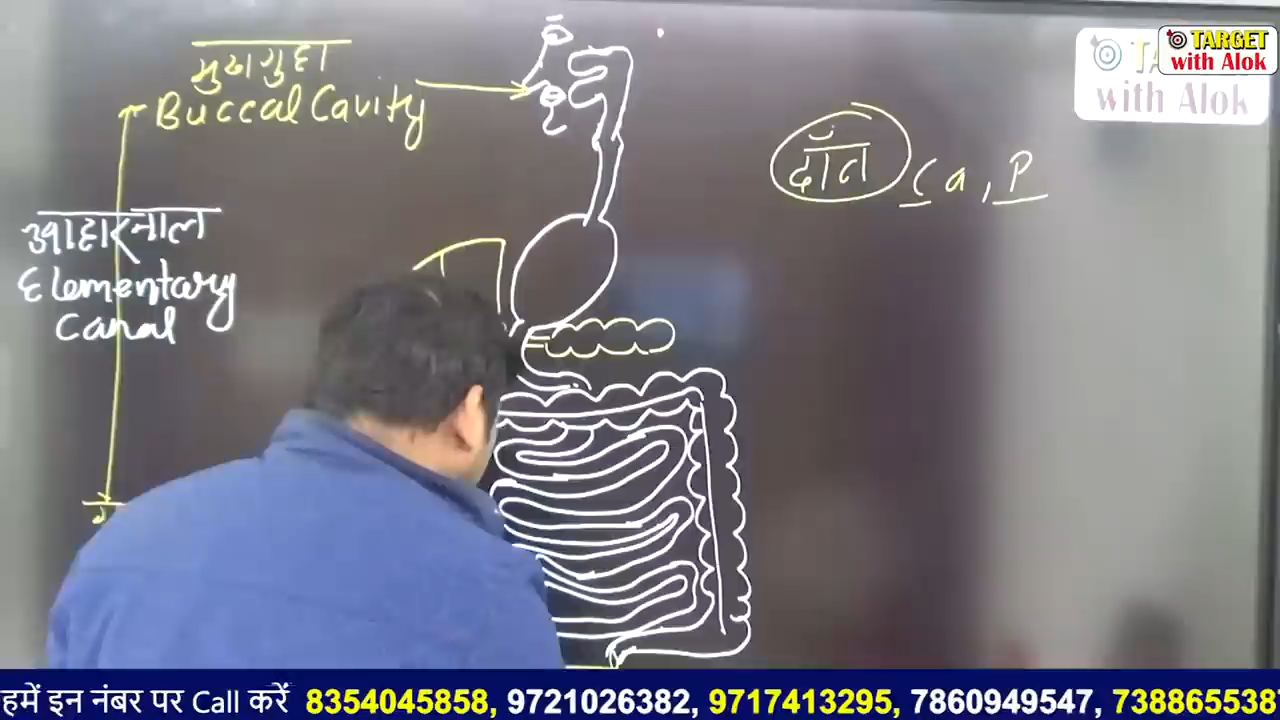 मुखगुहा
Buccal Cavity
आहारनाल
Elementary
Canal
दाँत Ca, P
TARGET
with Alok
with Alok
हमें इन नंबर पर Call करें 8354045858, 9721026382, 9717413295, 7860949547, 738865538